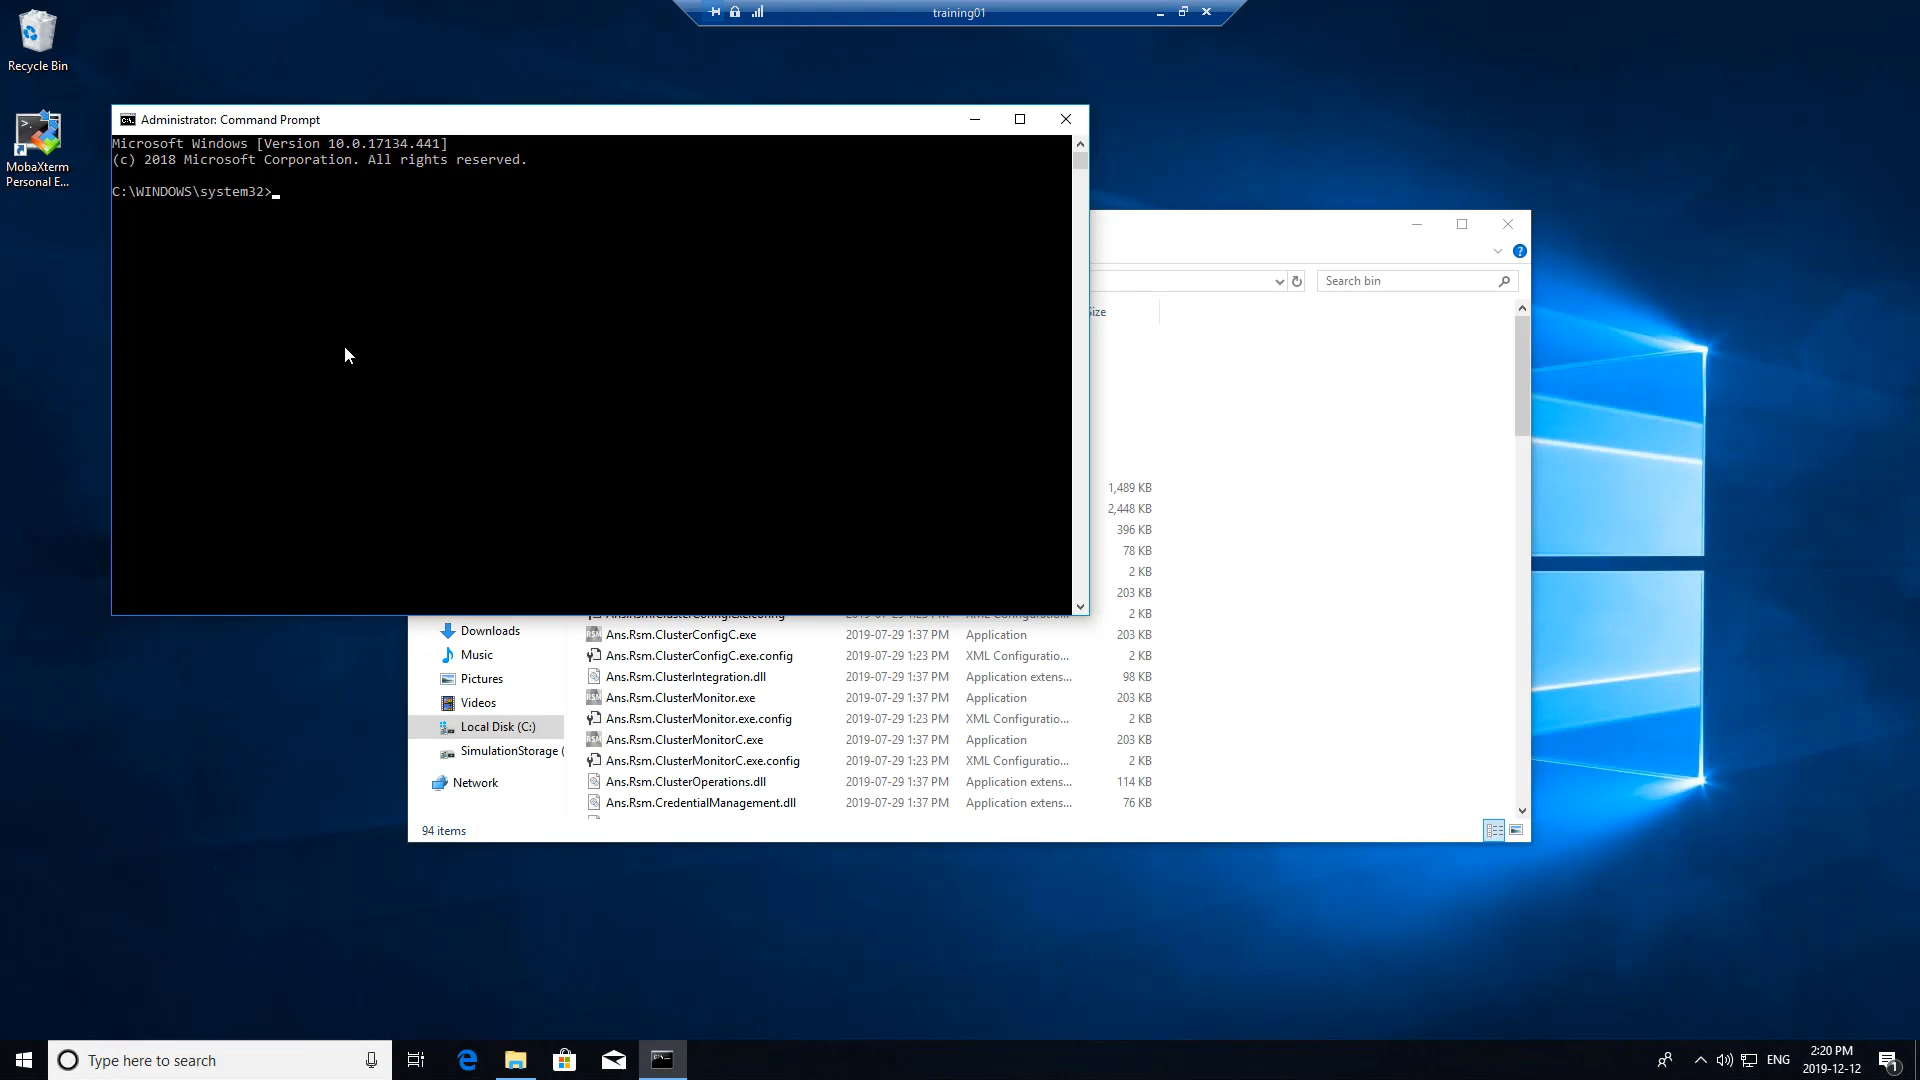 training01
Recycle Bin
MobaXterm
Personal E...
Administrator: Command Prompt
Microsoft Windows [Version 10.0.17134.441]
(c) 2018 Microsoft Corporation. All rights reserved.
C:\WINDOWS\system32>
Search bin
Size
1,489 KB
2,448 KB
396 KB
78 KB
2 KB
203 KB
2 KB
Downloads
Music
Pictures
Videos
Local Disk (C:)
SimulationStorage (
Network
Ans.Rsm.ClusterConfigC.exe 2019-07-29 1:37 PM Application 203 KB
Ans.Rsm.ClusterConfigC.exe.config 2019-07-29 1:23 PM XML Configuratio... 2 KB
Ans.Rsm.ClusterIntegration.dll 2019-07-29 1:37 PM Application extens... 98 KB
Ans.Rsm.ClusterMonitor.exe 2019-07-29 1:37 PM Application 203 KB
Ans.Rsm.ClusterMonitor.exe.config 2019-07-29 1:23 PM XML Configuratio... 2 KB
Ans.Rsm.ClusterMonitorC.exe 2019-07-29 1:37 PM Application 203 KB
Ans.Rsm.ClusterMonitorC.exe.config 2019-07-29 1:23 PM XML Configuratio... 2 KB
Ans.Rsm.ClusterOperations.dll 2019-07-29 1:37 PM Application extens... 114 KB
Ans.Rsm.CredentialManagement.dll 2019-07-29 1:37 PM Application extens... 76 KB
94 items
Type here to search
ENG
2:20 PM
2019-12-12
1